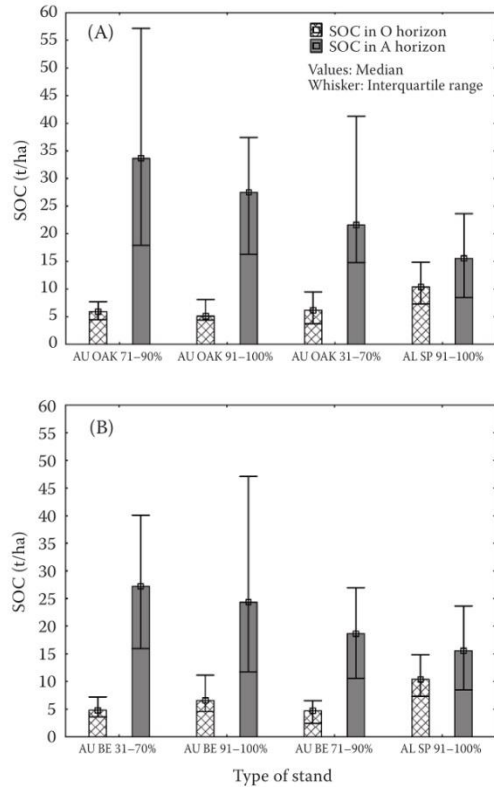 60
(A)
SOC in O horizon
55
SOC in A horizon
50
Values: Median
Whisker: Interquartile range
45
40
35
SOC (t/ha)
30
25
20
15
10
5
0
AU OAK 71–90%
AU OAK 91–100%
AU OAK 31–70%
AL SP 91–100%
60
(B)
55
50
45
40
35
SOC (t/ha)
30
25
20
15
10
5
0
AU BE 31–70%
AU BE 91–100%
AU BE 71–90%
AL SP 91–100%
Type of stand